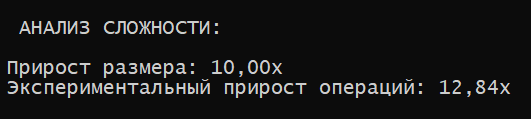 АНАЛИЗ СЛОЖНОСТИ:
Прирост размера: 10,00x
Экспериментальный прирост операций: 12,84x